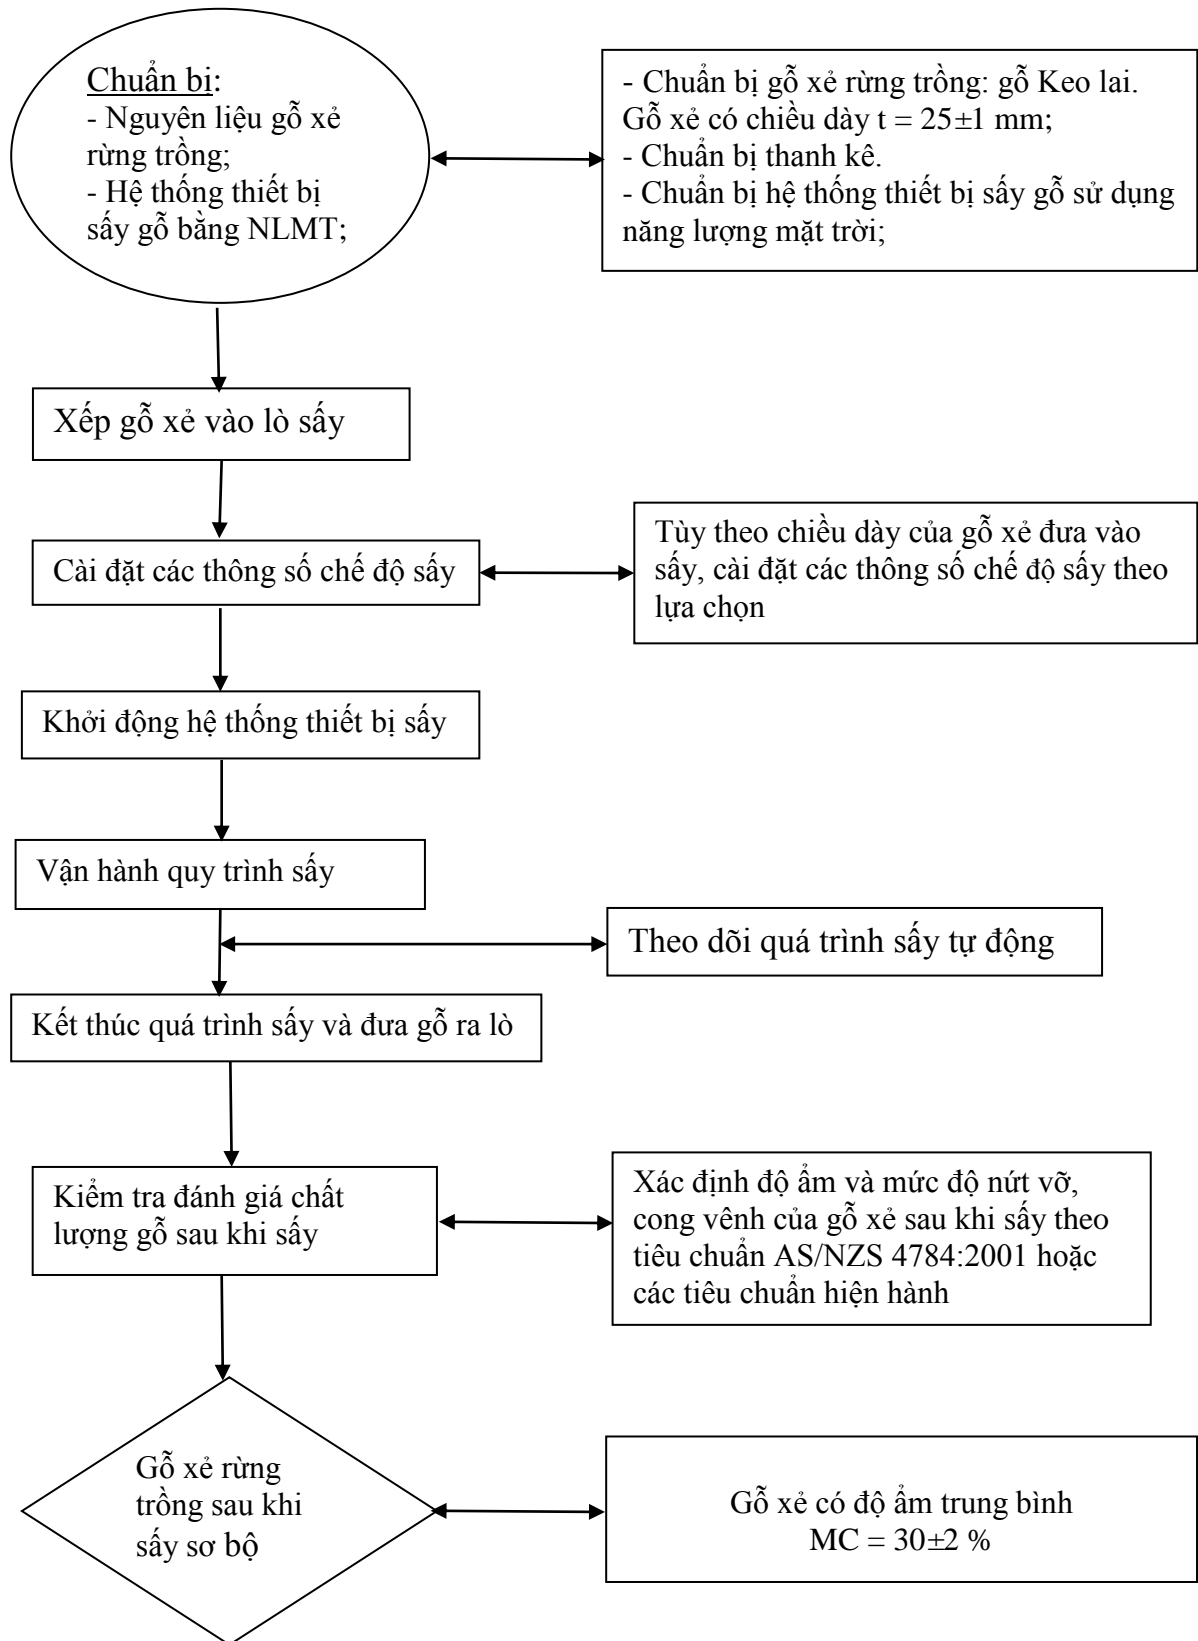 Chuẩn bị:
- Nguyên liệu gỗ xẻ
rừng trồng;
- Hệ thống thiết bị
sấy gỗ bằng NLMT;
- Chuẩn bị gỗ xẻ rừng trồng: gỗ Keo lai.
Gỗ xẻ có chiều dày t = 25±1 mm;
- Chuẩn bị thanh kê.
- Chuẩn bị hệ thống thiết bị sấy gỗ sử dụng
năng lượng mặt trời;
Xếp gỗ xẻ vào lò sấy
Cài đặt các thông số chế độ sấy
Tùy theo chiều dày của gỗ xẻ đưa vào
sấy, cài đặt các thông số chế độ sấy theo
lựa chọn
Khởi động hệ thống thiết bị sấy
Vận hành quy trình sấy
Theo dõi quá trình sấy tự động
Kết thúc quá trình sấy và đưa gỗ ra lò
Kiểm tra đánh giá chất
lượng gỗ sau khi sấy
Xác định độ ẩm và mức độ nứt vỡ,
cong vênh của gỗ xẻ sau khi sấy theo
tiêu chuẩn AS/NZS 4784:2001 hoặc
các tiêu chuẩn hiện hành
Gỗ xẻ rừng
trồng sau khi
sấy sơ bộ
Gỗ xẻ có độ ẩm trung bình
MC = 30±2 %